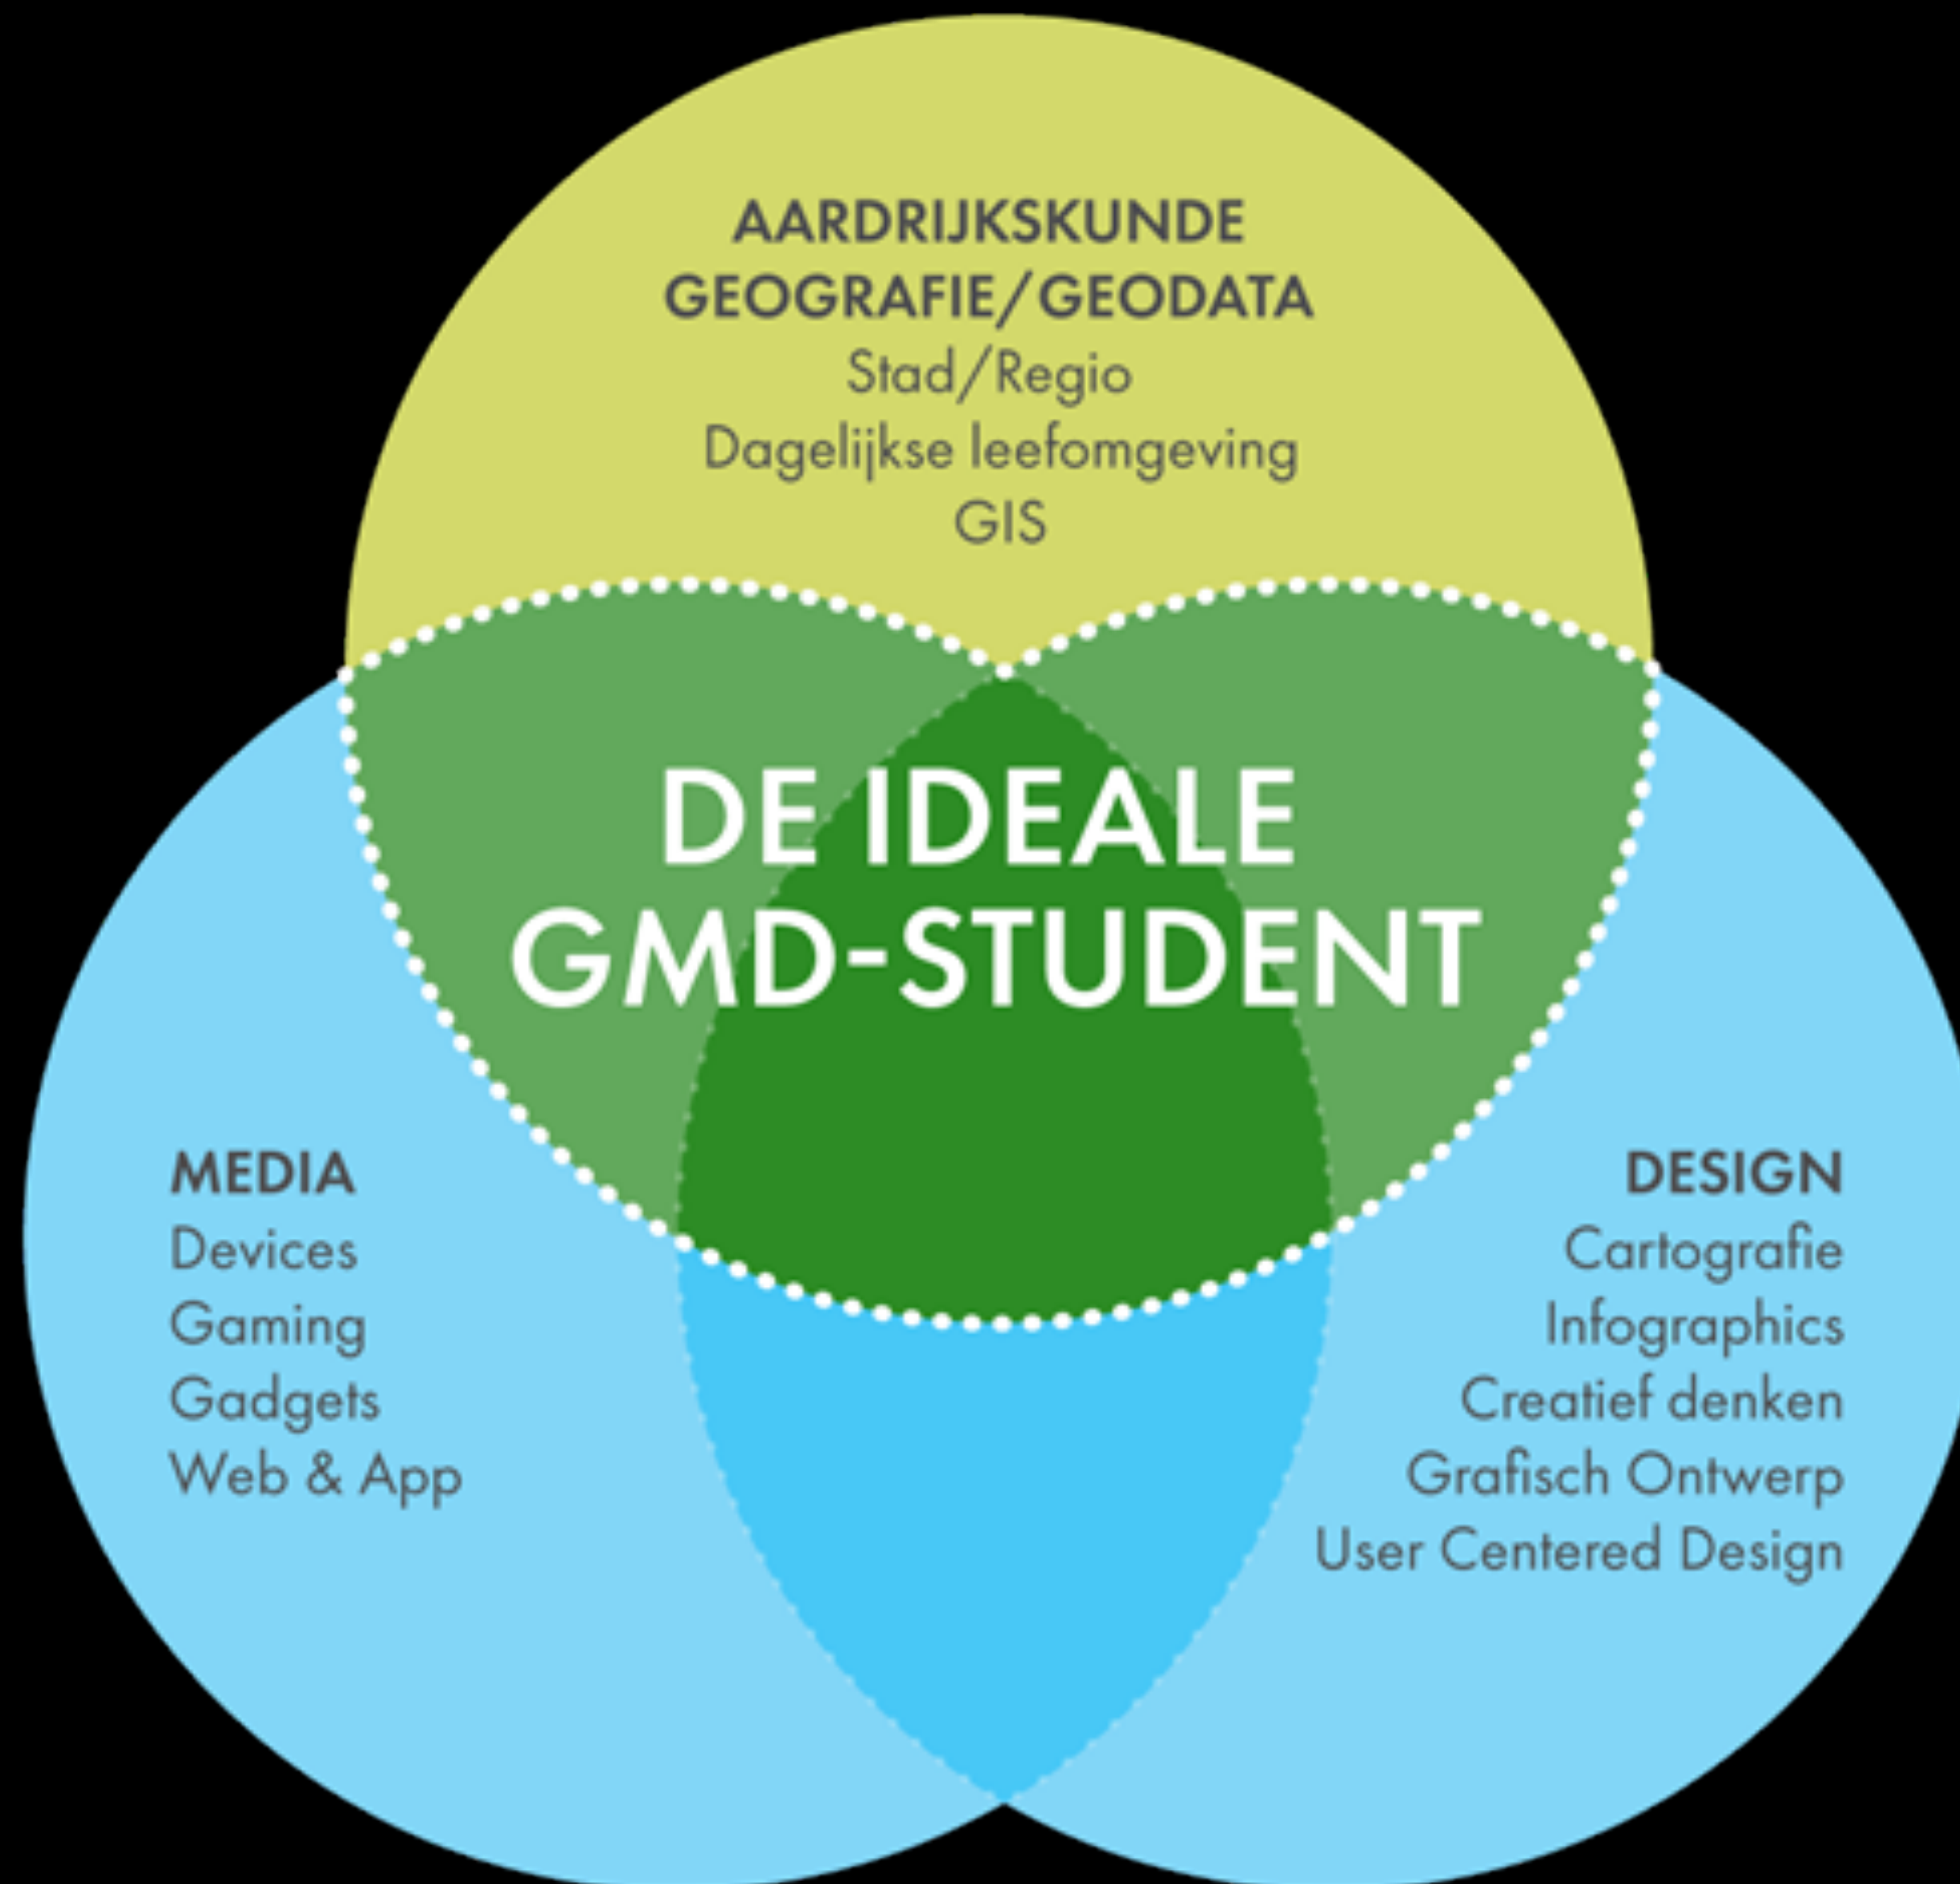 AARDRIJKSKUNDE
GEOGRAFIE/GEODATA
Stad/Regio
Dagelijkse leefomgeving
GIS
DE IDEALE
GMD-STUDENT
MEDIA
Devices
Gaming
Gadgets
Web & App
DESIGN
Cartografie
Infographics
Creatief denken
Grafisch Ontwerp
User Centered Design